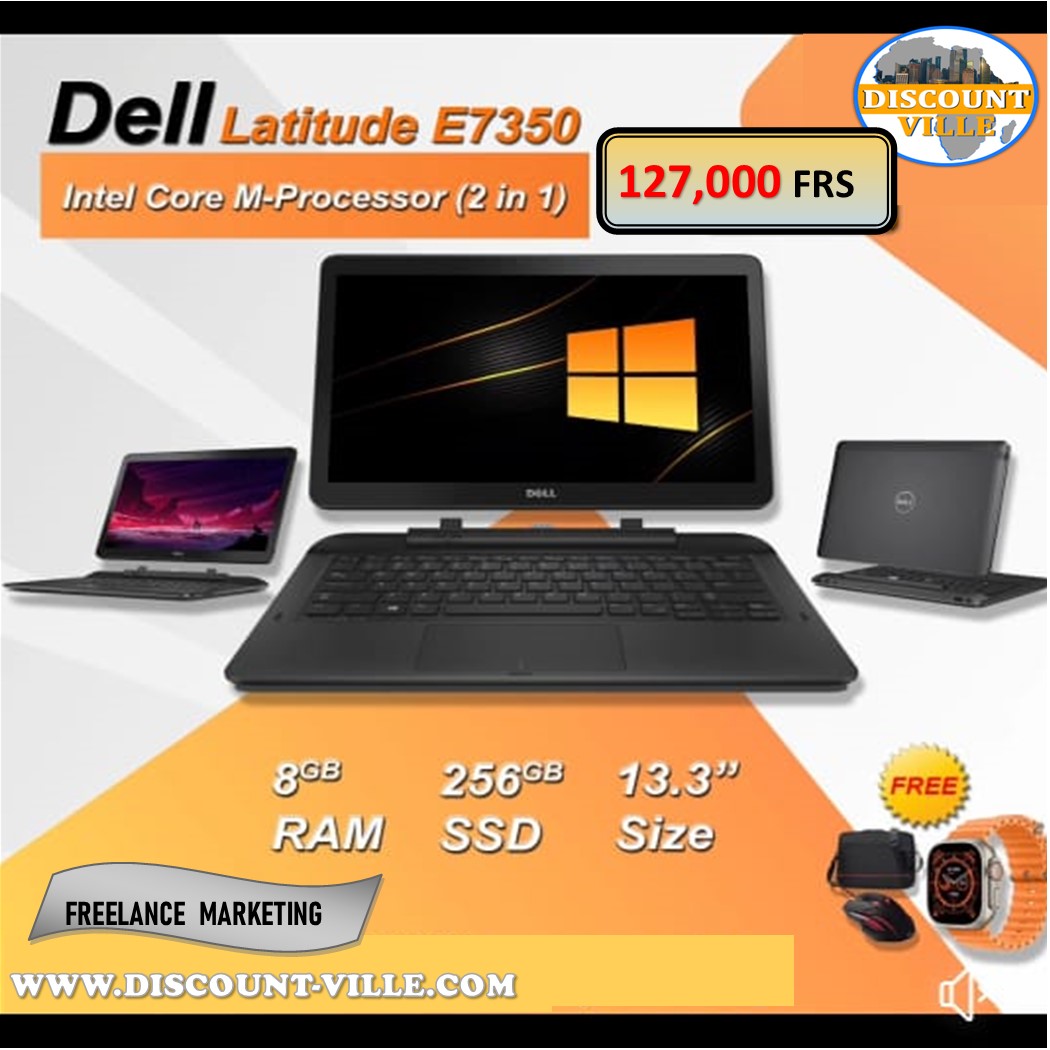 Dell Latitude E7350
DISCOUNT
VILLE
Intel Core M-Processor (2 in 1)
127,000 FRS
DELL
DELL
8GB 256GB 13.3”
RAM SSD Size
FREE
FREELANCE MARKETING
WWW.DISCOUNT-VILLE.COM